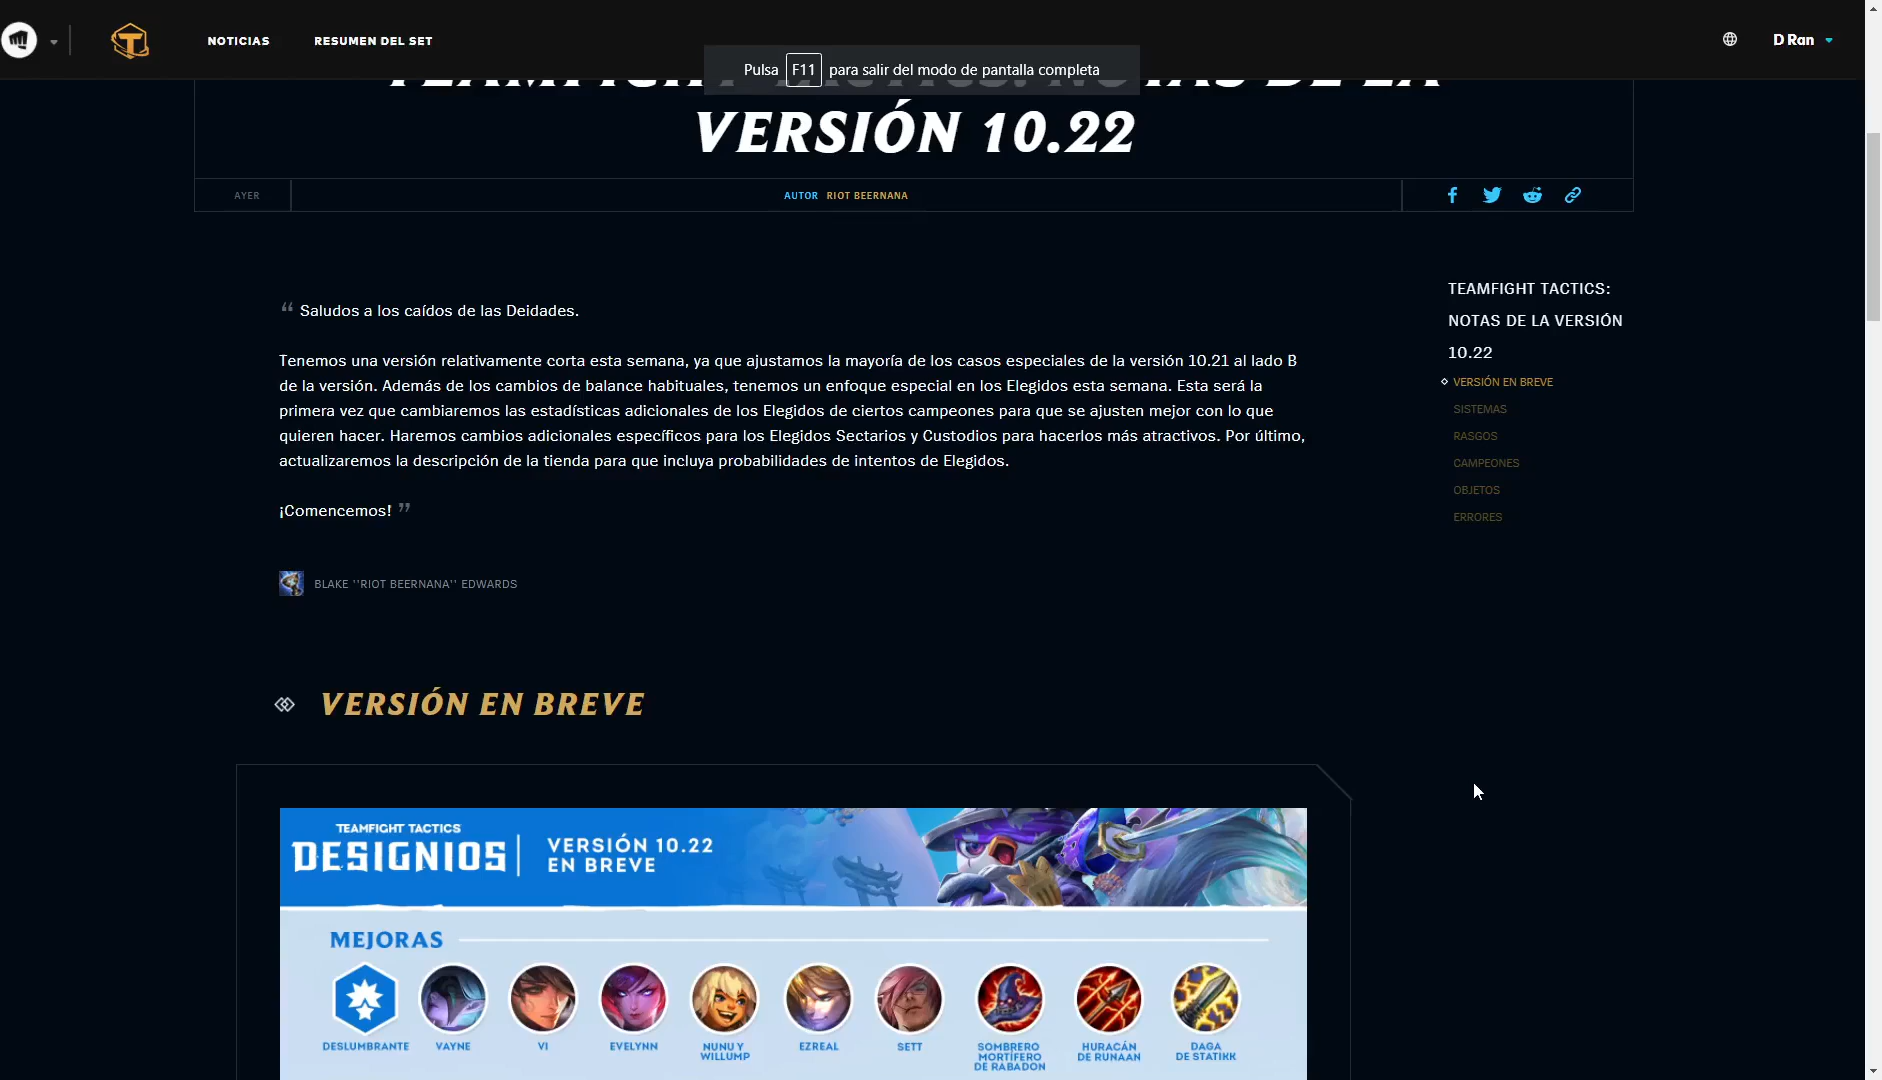 NOTICIAS
RESUMEN DEL SET
D Ran
Pulsa F11 para salir del modo de pantalla completa
TEAMFIGHT TACTICS: NOTAS DE LA
VERSIÓN 10.22
AYER
AUTOR RIOT BEERNANA
“ Saludos a los caídos de las Deidades.
Tenemos una versión relativamente corta esta semana, ya que ajustamos la mayoría de los casos especiales de la versión 10.21 al lado B
de la versión. Además de los cambios de balance habituales, tenemos un enfoque especial en los Elegidos esta semana. Esta será la
primera vez que cambiaremos las estadísticas adicionales de los Elegidos de ciertos campeones para que se ajusten mejor con lo que
quieren hacer. Haremos cambios adicionales específicos para los Elegidos Sectarios y Custodios para hacerlos más atractivos. Por último,
actualizaremos la descripción de la tienda para que incluya probabilidades de intentos de Elegidos.
¡Comencemos! ”
BLAKE ''RIOT BEERNANA'' EDWARDS
TEAMFIGHT TACTICS:
NOTAS DE LA VERSIÓN
10.22
VERSIÓN EN BREVE
SISTEMAS
RASGOS
CAMPEONES
OBJETOS
ERRORES
VERSIÓN EN BREVE
TEAMFIGHT TACTICS
DESIGNIOS
VERSIÓN 10.22
EN BREVE
MEJORAS
DESLUMBRANTE
VAYNE
VI
EVELYNN
NUNU Y
WILLUMP
EZREAL
SETT
SOMBRERO
MORTÍFERO
DE RABADON
HURACÁN
DE RUNAAN
DAGA
DE STATIKK